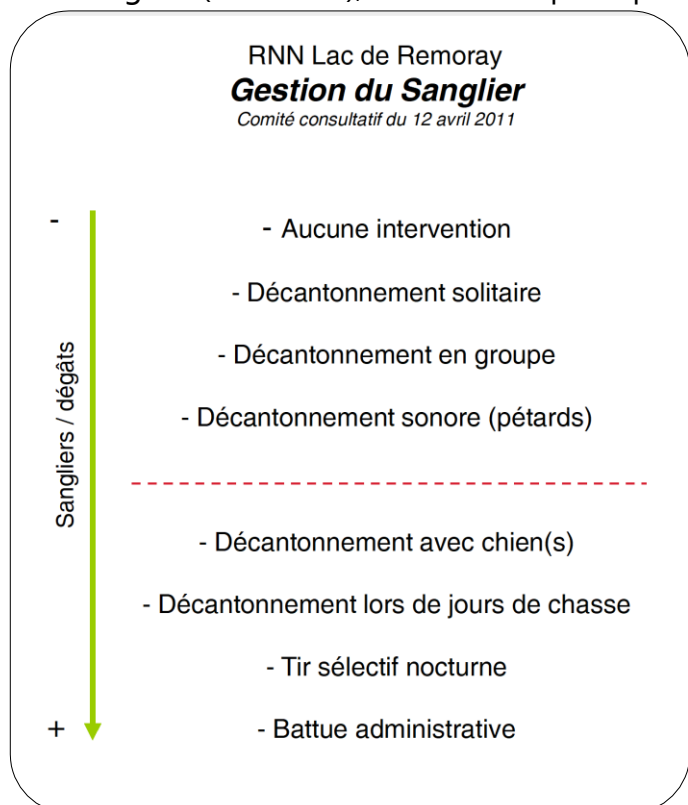 RNN Lac de Remoray
Gestion du Sanglier
Comité consultatif du 12 avril 2011
-
- Aucune intervention
- Décantonnement solitaire
- Décantonnement en groupe
- Décantonnement sonore (pétards)
Sangliers / dégâts
- Décantonnement avec chien(s)
- Décantonnement lors de jours de chasse
- Tir sélectif nocturne
+
- Battue administrative